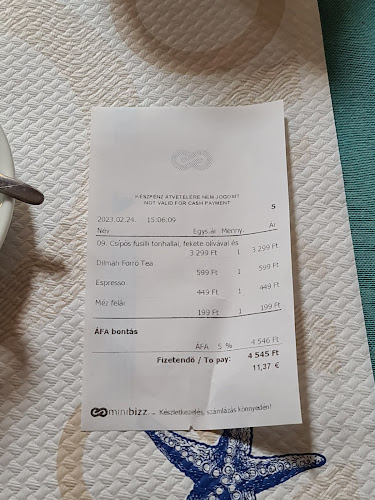 KÉSZPÉNZ ÁTVÉTELÉRE NEM JOGOSÍT
NOT VALID FOR CASH PAYMENT
5
2023.02.24. 15:06:09
Név Egys.ár Menny. Ár
09. Csípős fusilli tonhallal, fekete olivával és
3 299 Ft 1 3 299 Ft
Dilmah Forró Tea
599 Ft 1 599 Ft
Espresso
449 Ft 1 449 Ft
Méz felár
199 Ft 1 199 Ft
ÁFA bontás
ÁFA 5 % 4 546 Ft
Fizetendő / To pay: 4 545 Ft
11,37 €
minibizz. - Készletkezelés, számlázás könnyedén!